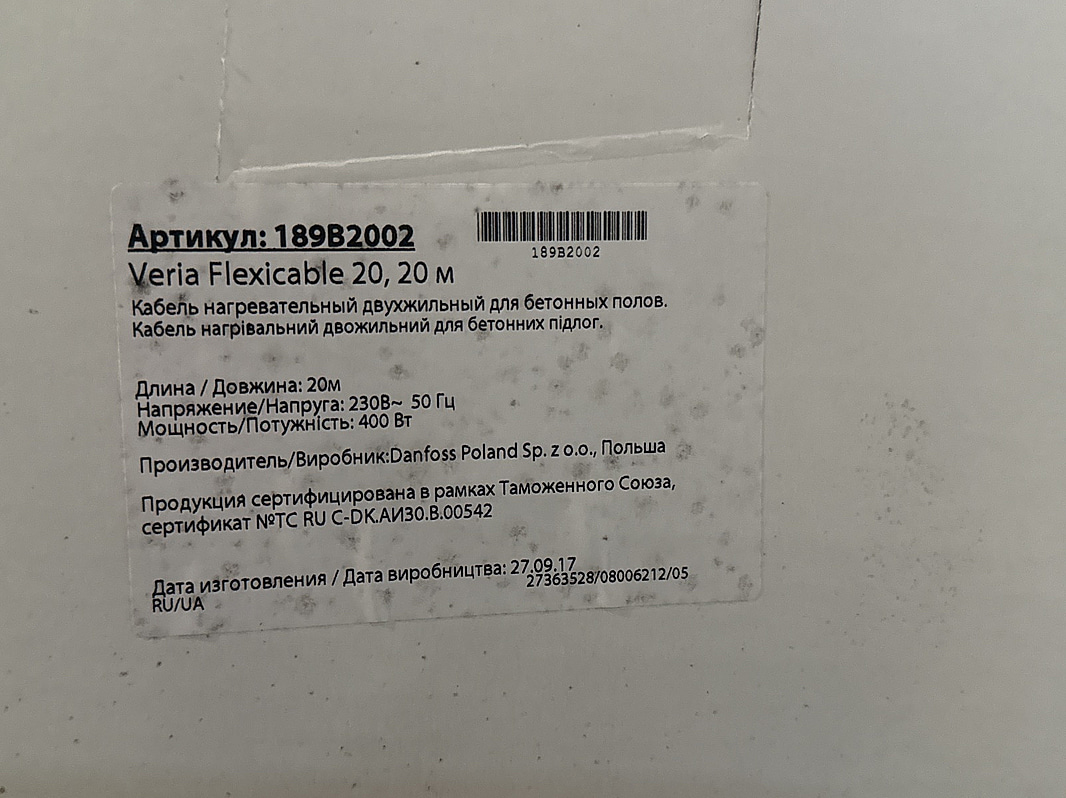 Артикул: 189B2002
189B2002
Veria Flexicable 20, 20 м
Кабель нагревательный двухжильный для бетонных полов.
Кабель нагрівальний двожильний для бетонних підлог.
Длина / Довжина: 20м
Напряжение/Напруга: 230В~ 50 Гц
Мощность/Потужність: 400 Вт
Производитель/Виробник:Danfoss Poland Sp. z o.o., Польша
Продукция сертифицирована в рамках Таможенного Союза,
сертификат №ТС RU C-DK.АИ30.В.00542
Дата изготовления / Дата виробництва: 27.09.17
27363528/08006212/05
RU/UA